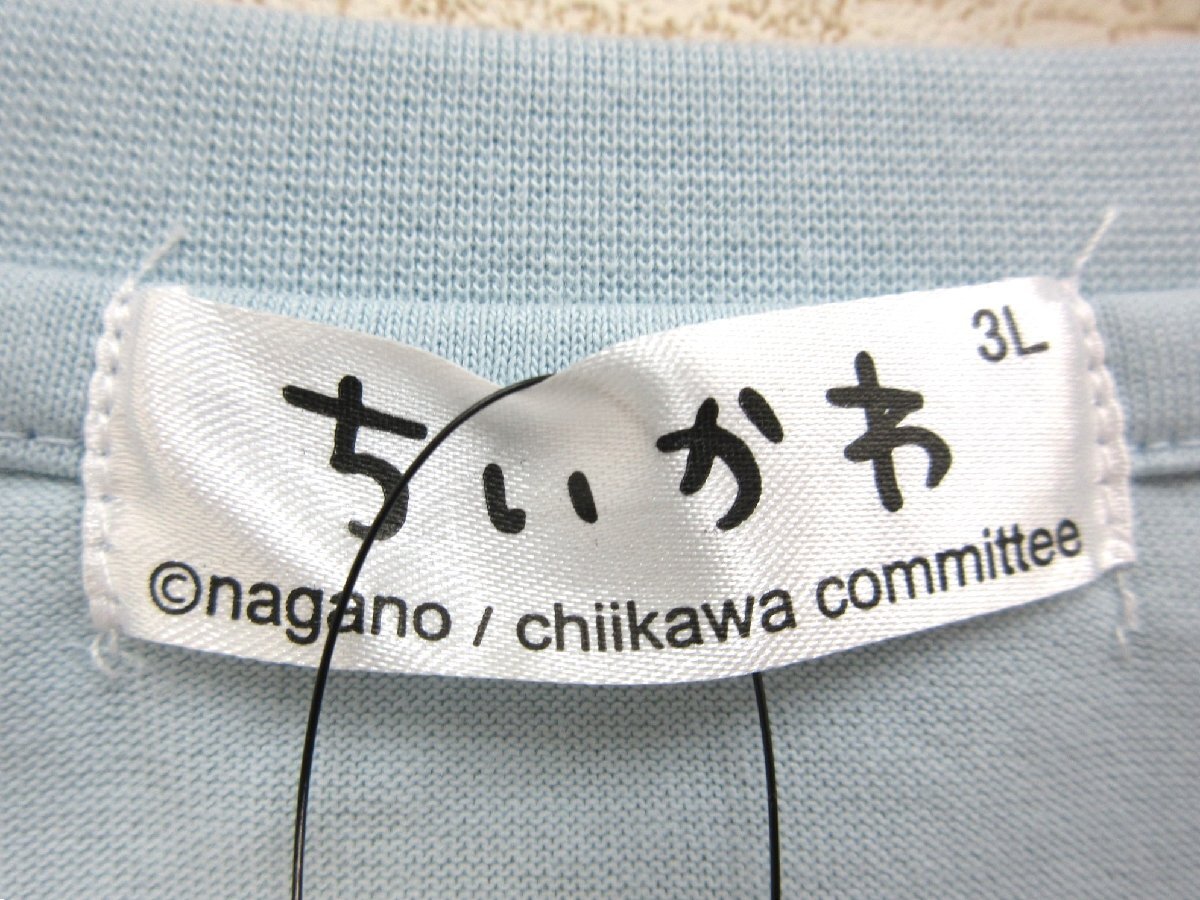 3L
ちいかわ
©nagano / chiikawa committee